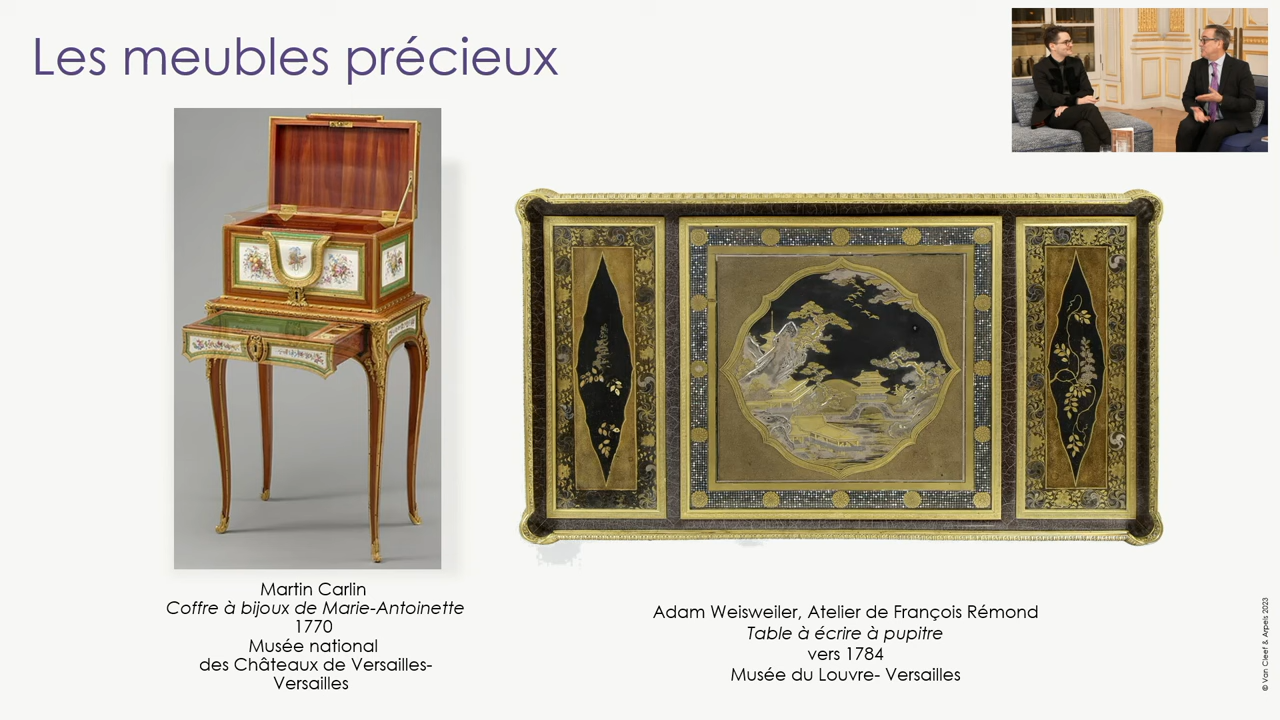 Les meubles précieux
Martin Carlin
Coffre à bijoux de Marie-Antoinette
1770
Musée national
des Châteaux de Versailles-
Versailles
Adam Weisweiler, Atelier de François Rémond
Table à écrire à pupitre
vers 1784
Musée du Louvre- Versailles
© Van Cleef & Arpels 2023